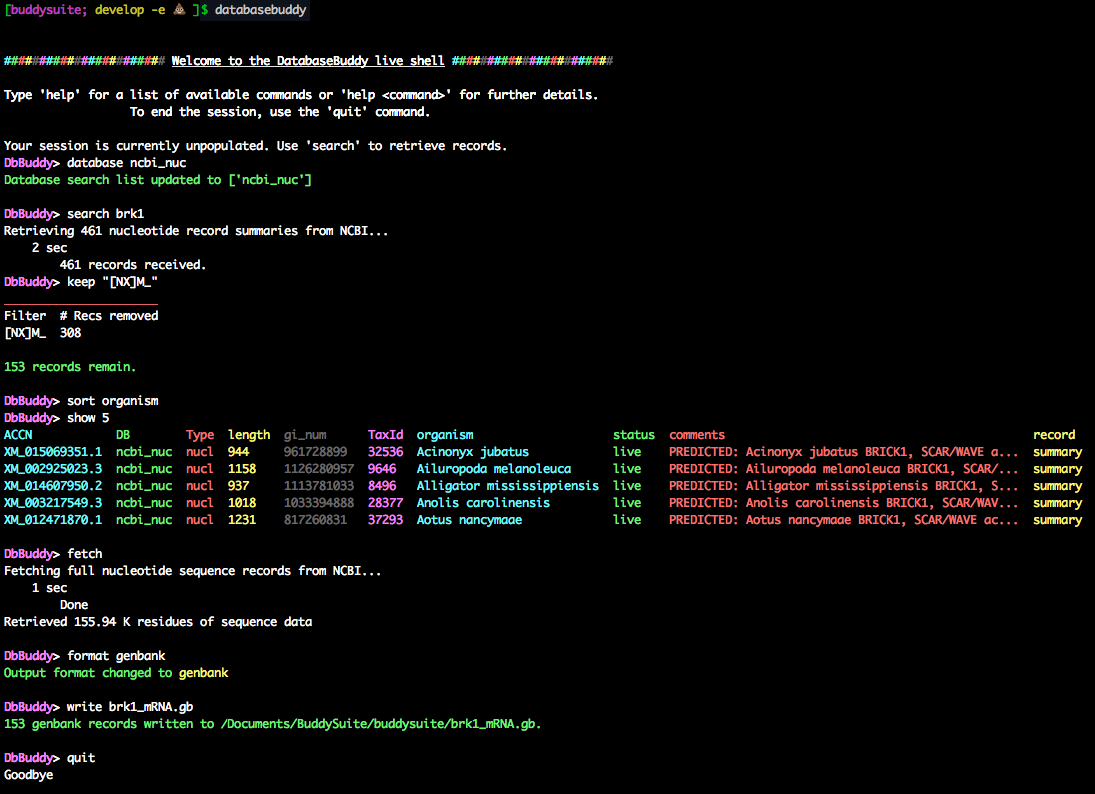 [buddysuite; develop -e 💩 ]$ databasebuddy
####################### Welcome to the DatabaseBuddy live shell #######################
Type 'help' for a list of available commands or 'help <command>' for further details.
To end the session, use the 'quit' command.
Your session is currently unpopulated. Use 'search' to retrieve records.
DbBuddy> database ncbi_nuc
Database search list updated to ['ncbi_nuc']
DbBuddy> search brk1
Retrieving 461 nucleotide record summaries from NCBI...
2 sec
461 records received.
DbBuddy> keep "[NX]M_"
______________________
Filter # Recs removed
[NX]M_ 308
153 records remain.
DbBuddy> sort organism
DbBuddy> show 5
ACCN DB Type length gi_num TaxId organism status comments record
XM_015069351.1 ncbi_nuc nucl 944 961728899 32536 Acinonyx jubatus live PREDICTED: Acinonyx jubatus BRICK1, SCAR/WAVE a... summary
XM_002925023.3 ncbi_nuc nucl 1158 1126280957 9646 Ailuropoda melanoleuca live PREDICTED: Ailuropoda melanoleuca BRICK1, SCAR/... summary
XM_014607950.2 ncbi_nuc nucl 937 1113781033 8496 Alligator mississippiensis live PREDICTED: Alligator mississippiensis BRICK1, S... summary
XM_003217549.3 ncbi_nuc nucl 1018 1033394888 28377 Anolis carolinensis live PREDICTED: Anolis carolinensis BRICK1, SCAR/WAV... summary
XM_012471870.1 ncbi_nuc nucl 1231 817260831 37293 Aotus nancymaae live PREDICTED: Aotus nancymaae BRICK1, SCAR/WAVE ac... summary
DbBuddy> fetch
Fetching full nucleotide sequence records from NCBI...
1 sec
Done
Retrieved 155.94 K residues of sequence data
DbBuddy> format genbank
Output format changed to genbank
DbBuddy> write brk1_mRNA.gb
153 genbank records written to /Documents/BuddySuite/buddysuite/brk1_mRNA.gb.
DbBuddy> quit
Goodbye